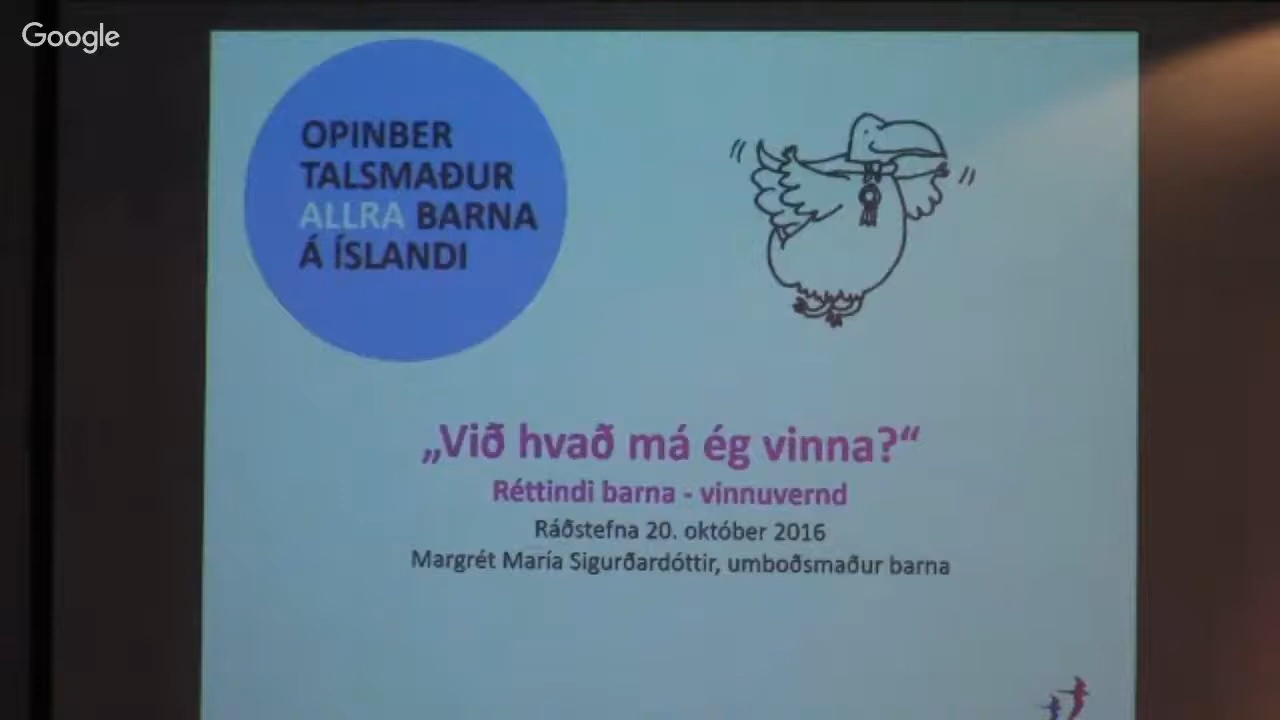 Google
OPINBER
TALSMAÐUR
ALLRA BARNA
Á ÍSLANDI
„Við hvað má ég vinna?“
Réttindi barna - vinnuvernd
Ráðstefna 20. október 2016
Margrét María Sigurðardóttir, umboðsmaður barna